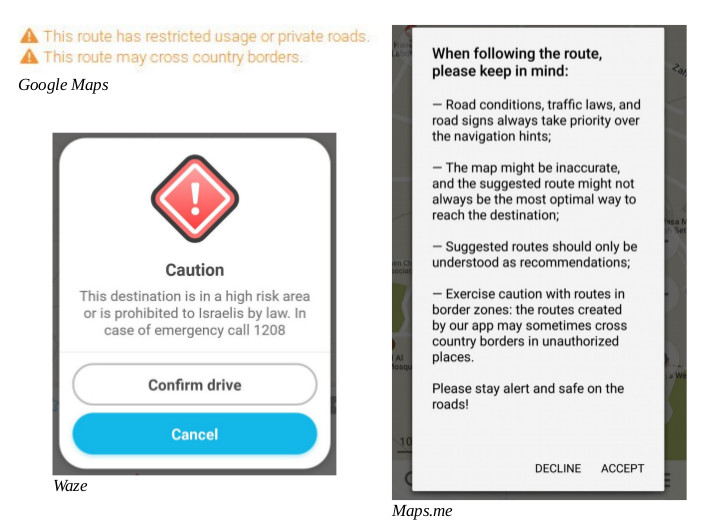 This route has restricted usage or private roads.
This route may cross country borders.
Google Maps
Caution
This destination is in a high risk area
or is prohibited to Israelis by law. In
case of emergency call 1208
Confirm drive
Cancel
Waze
When following the route,
please keep in mind:
— Road conditions, traffic laws, and
road signs always take priority over
the navigation hints;
— The map might be inaccurate,
and the suggested route might not
always be the most optimal way to
reach the destination;
— Suggested routes should only be
understood as recommendations;
— Exercise caution with routes in
border zones: the routes created
by our app may sometimes cross
country borders in unauthorized
places.
Please stay alert and safe on the
roads!
DECLINE ACCEPT
Maps.me